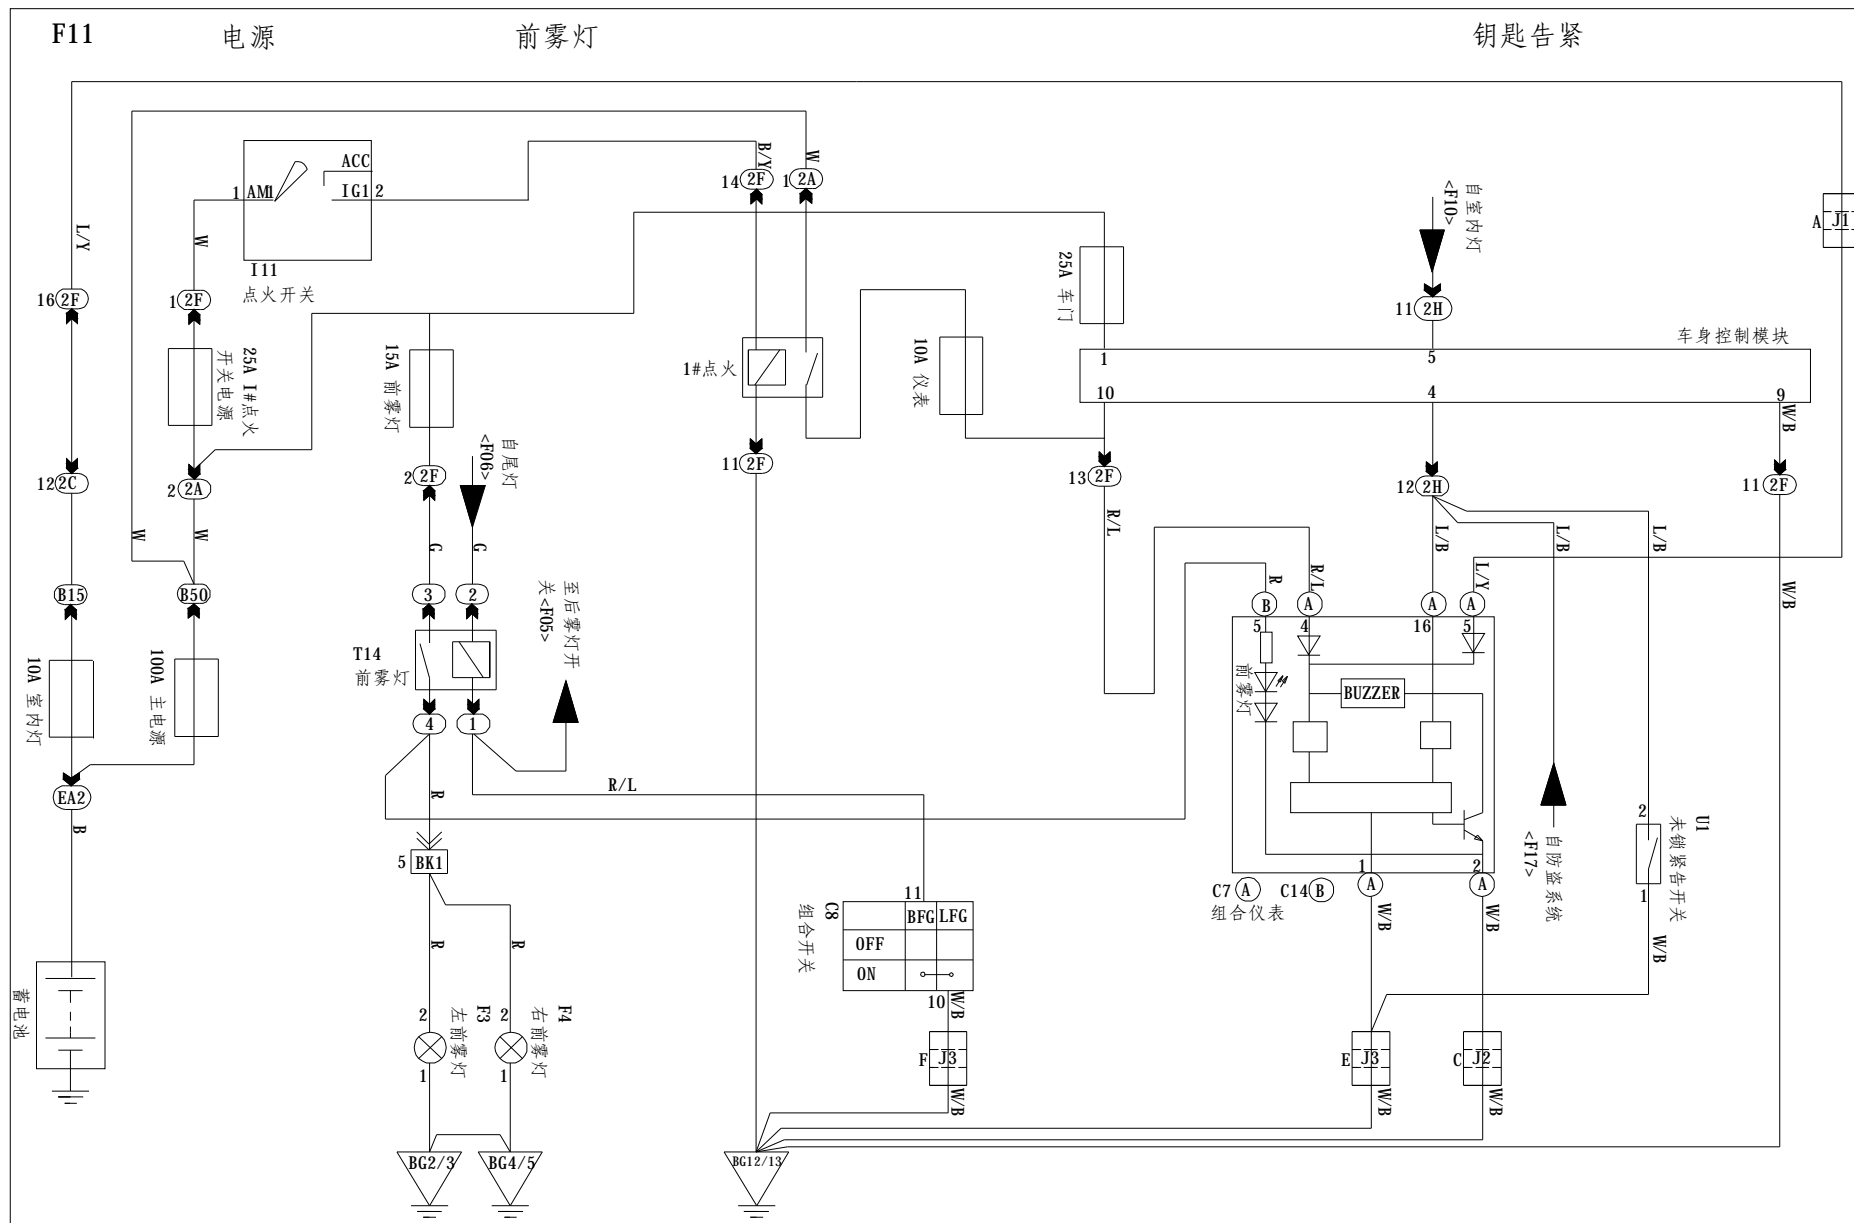 F11
电源
前雾灯
钥匙告紧
ACC
1
AM1
IG1
2
I11
点火开关
L/Y
W
B/Y
W
14
2F
1
2A
自室内灯
<F10>
A
J1
16
2F
1
2F
25A I#点火
开关电源
15A 前雾灯
1#点火
10A 仪表
25A 车门
11
2H
车身控制模块
1
5
10
4
9
W/B
12
2C
2
2A
2
2F
自尾灯
<F06>
11
2F
13
2F
12
2H
11
2F
W
W
G
G
R/L
L/B
L/B
L/B
L/Y
R
R/L
W/B
B15
B50
3
2
至后雾灯开
关<F05>
B
A
A
A
5
4
16
5
10A 室内灯
100A 主电源
T14
前雾灯
4
1
前雾灯
BUZZER
EA2
B
R
R/L
自防盗系统
<F17>
2
1
U1
未锁紧告开关
5
BK1
1
2
C7
A
C14
B
A
A
组合仪表
11
C8
组合开关
BFG
LFG
OFF
ON
10
R
R
W/B
W/B
W/B
W/B
蓄电池
2
F3
左前雾灯
1
2
F4
右前雾灯
1
F
J3
E
J3
C
J2
W/B
W/B
W/B
BG2/3
BG4/5
BG12/13